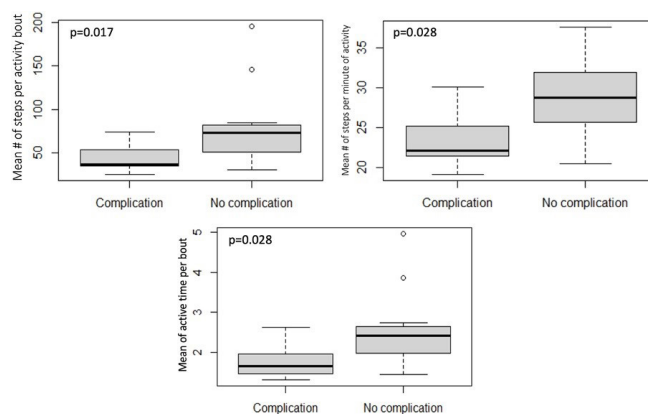 Mean # of steps per activity bout
200
150
100
50
p=0.017
Complication
No complication
Mean # of steps per minute of activity
35
30
25
20
p=0.028
Complication
No complication
Mean of active time per bout
5
4
3
2
p=0.028
Complication
No complication